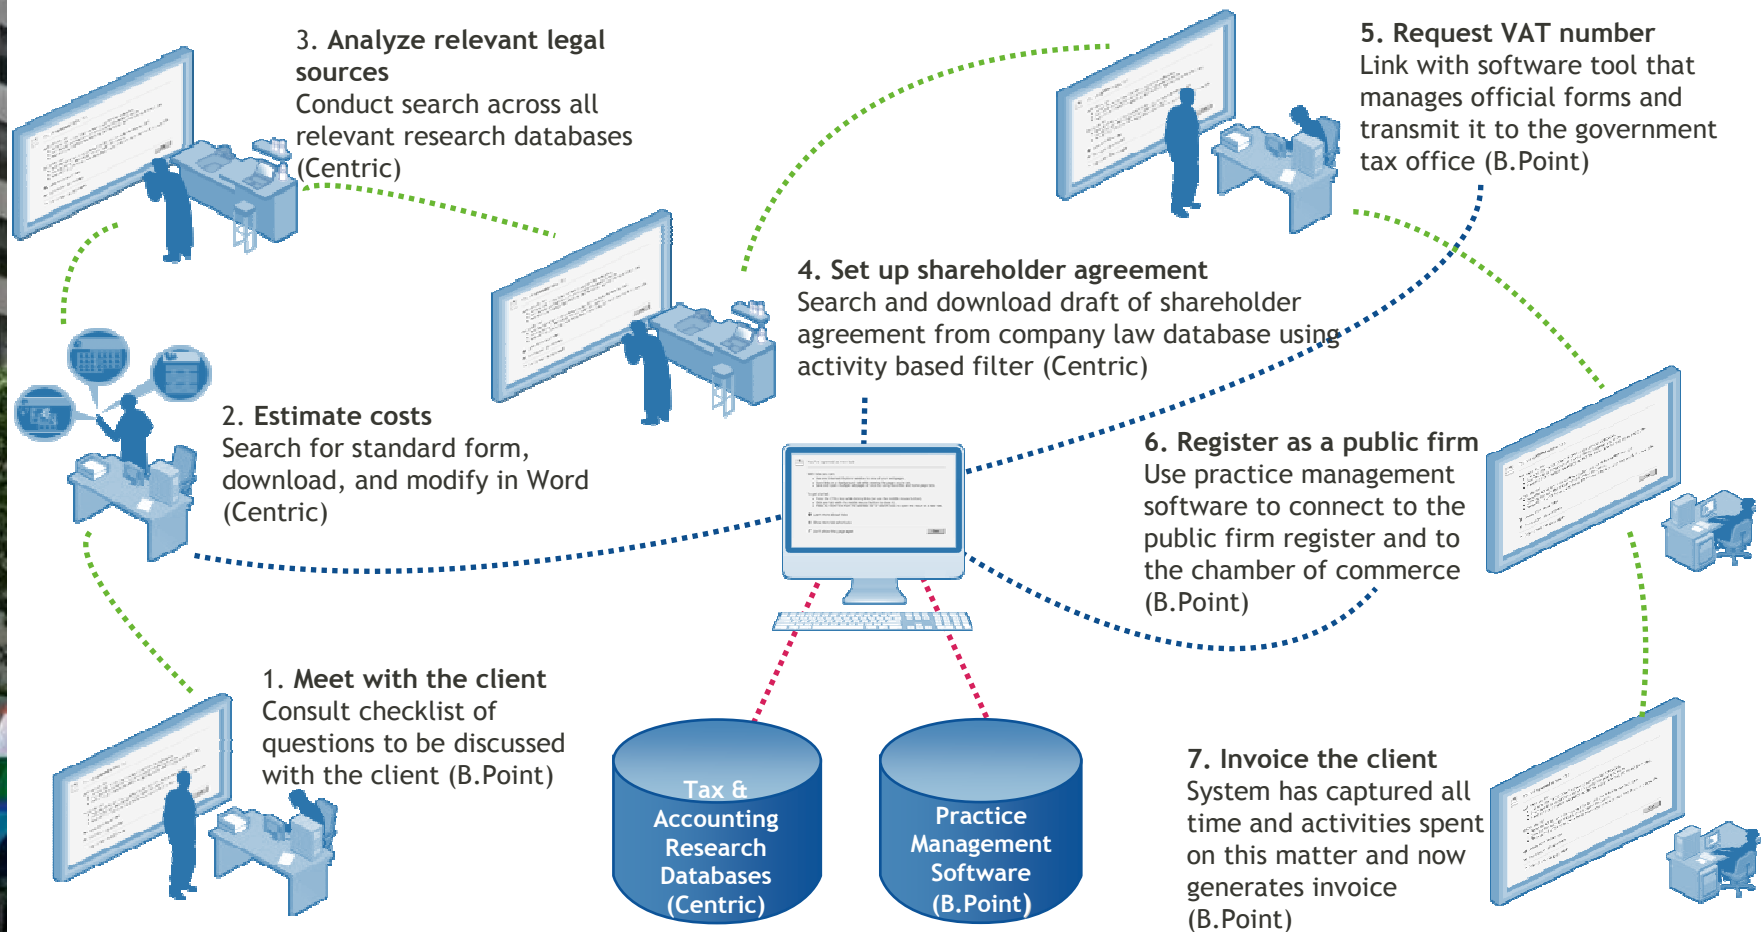 3. Analyze relevant legal
sources
Conduct search across all
relevant research databases
(Centric)
5. Request VAT number
Link with software tool that
manages official forms and
transmit it to the government
tax office (B.Point)
4. Set up shareholder agreement
Search and download draft of shareholder
agreement from company law database using
activity based filter (Centric)
2. Estimate costs
Search for standard form,
download, and modify in Word
(Centric)
6. Register as a public firm
Use practice management
software to connect to the
public firm register and to
the chamber of commerce
(B.Point)
1. Meet with the client
Consult checklist of
questions to be discussed
with the client (B.Point)
Tax &
Accounting
Research
Databases
(Centric)
Practice
Management
Software
(B.Point)
7. Invoice the client
System has captured all
time and activities spent
on this matter and now
generates invoice
(B.Point)